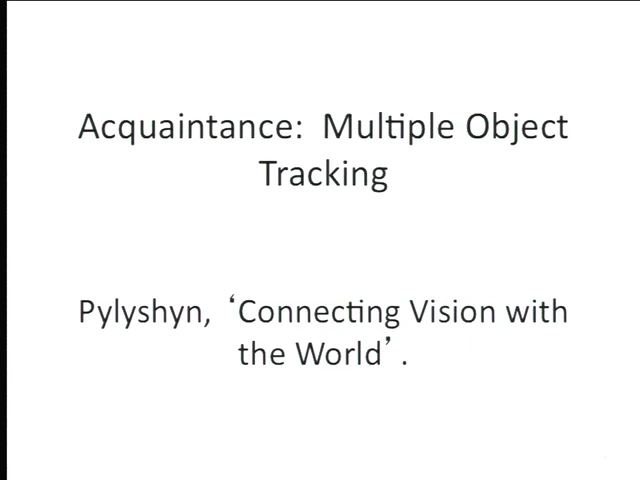 Acquaintance:  Multiple Object
Tracking
Pylyshyn, ‘Connecting Vision with
the World’.